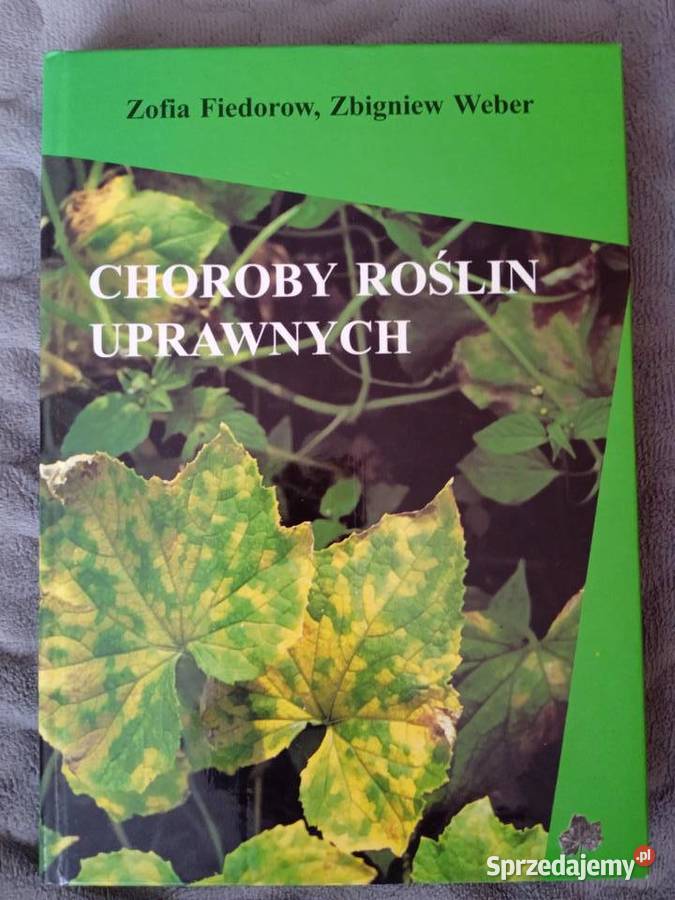 Zofia Fiedorow, Zbigniew Weber
CHOROBY ROŚLIN
UPRAWNYCH
Sprzedajemy.pl